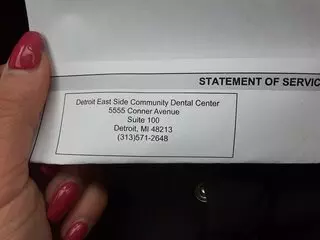 STATEMENT OF SERVIC
Detroit East Side Community Dental Center
5555 Conner Avenue
Suite 100
Detroit, MI 48213
(313)571-2648